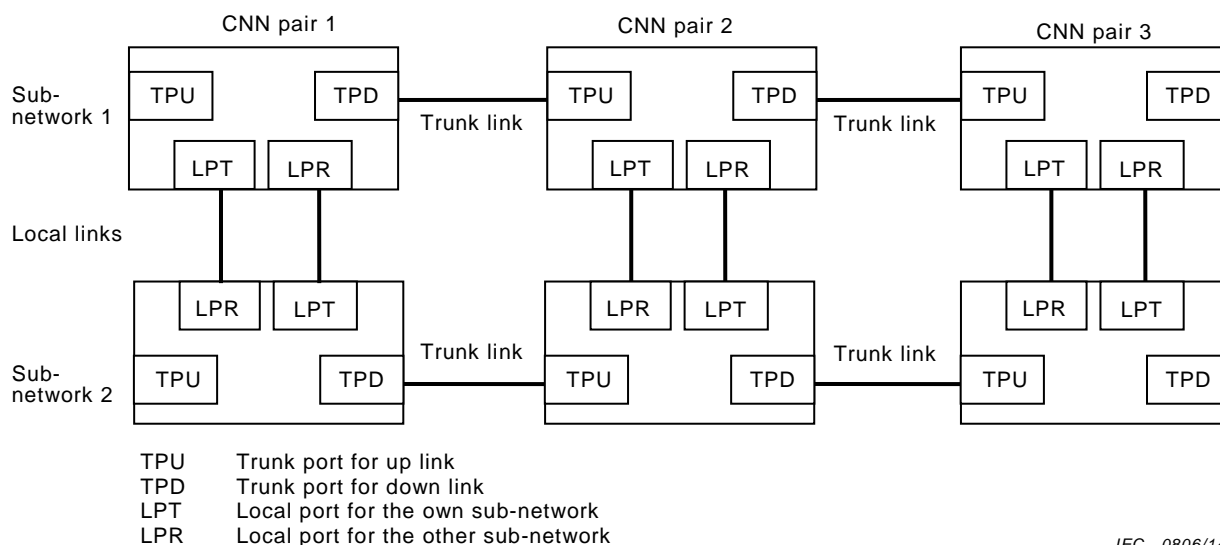 CNN pair 1
CNN pair 2
CNN pair 3
Sub-
network 1
TPU
TPD
Trunk link
TPU
TPD
Trunk link
TPU
TPD
LPT
LPR
LPT
LPR
LPT
LPR
Local links
LPR
LPT
LPR
LPT
LPR
LPT
Sub-
network 2
TPU
TPD
Trunk link
TPU
TPD
Trunk link
TPU
TPD
TPU Trunk port for up link
TPD Trunk port for down link
LPT Local port for the own sub-network
LPR Local port for the other sub-network
IEC